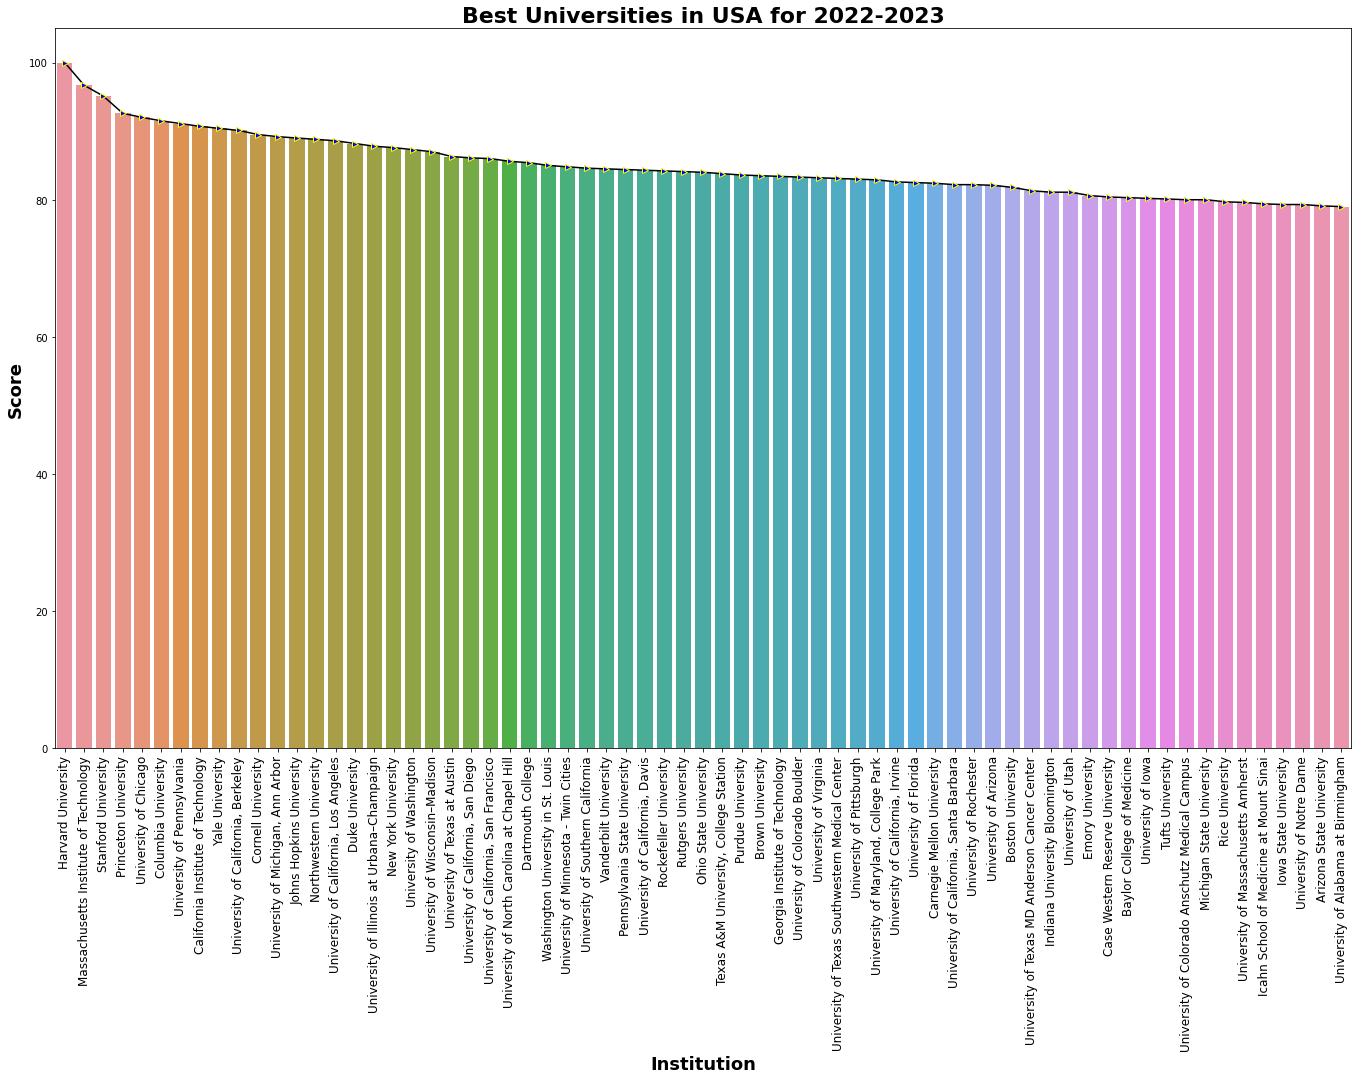 Best Universities in USA for 2022-2023
Score
100
80
60
40
20
0
Harvard University
Massachusetts Institute of Technology
Stanford University
Princeton University
University of Chicago
Columbia University
University of Pennsylvania
California Institute of Technology
Yale University
University of California, Berkeley
Cornell University
University of Michigan, Ann Arbor
Johns Hopkins University
Northwestern University
University of California, Los Angeles
Duke University
University of Illinois at Urbana–Champaign
New York University
University of Washington
University of Wisconsin–Madison
University of Texas at Austin
University of California, San Diego
University of California, San Francisco
University of North Carolina at Chapel Hill
Dartmouth College
Washington University in St. Louis
University of Minnesota - Twin Cities
University of Southern California
Vanderbilt University
Pennsylvania State University
University of California, Davis
Rockefeller University
Rutgers University
Ohio State University
Texas A&M University, College Station
Purdue University
Brown University
Georgia Institute of Technology
University of Colorado Boulder
University of Virginia
University of Texas Southwestern Medical Center
University of Pittsburgh
University of Maryland, College Park
University of California, Irvine
University of Florida
Carnegie Mellon University
University of California, Santa Barbara
University of Rochester
University of Arizona
Boston University
University of Texas MD Anderson Cancer Center
Indiana University Bloomington
University of Utah
Emory University
Case Western Reserve University
Baylor College of Medicine
University of Iowa
Tufts University
University of Colorado Anschutz Medical Campus
Michigan State University
Rice University
University of Massachusetts Amherst
Icahn School of Medicine at Mount Sinai
Iowa State University
University of Notre Dame
Arizona State University
University of Alabama at Birmingham
Institution